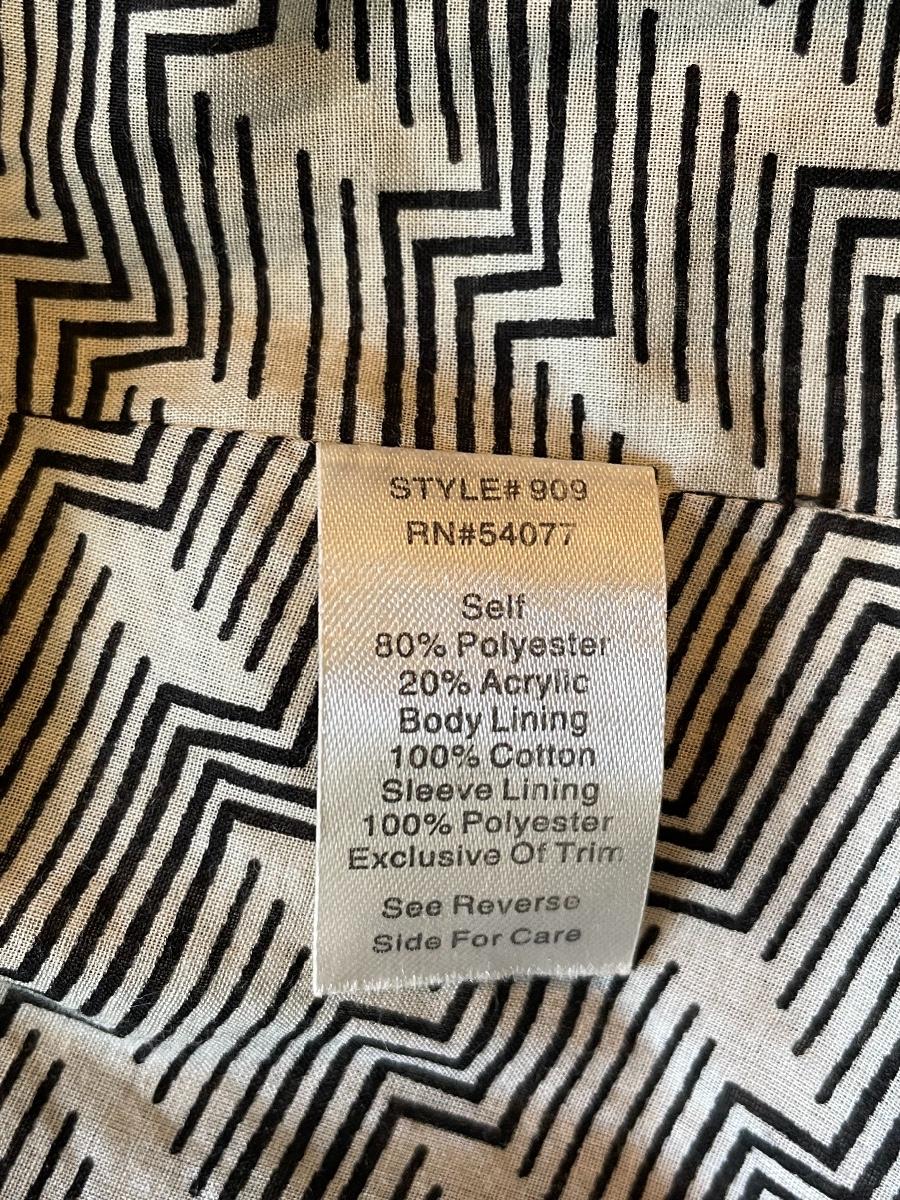 STYLE# 909
RN#54077
Self
80% Polyester
20% Acrylic
Body Lining
100% Cotton
Sleeve Lining
100% Polyester
Exclusive Of Trim
See Reverse
Side For Care